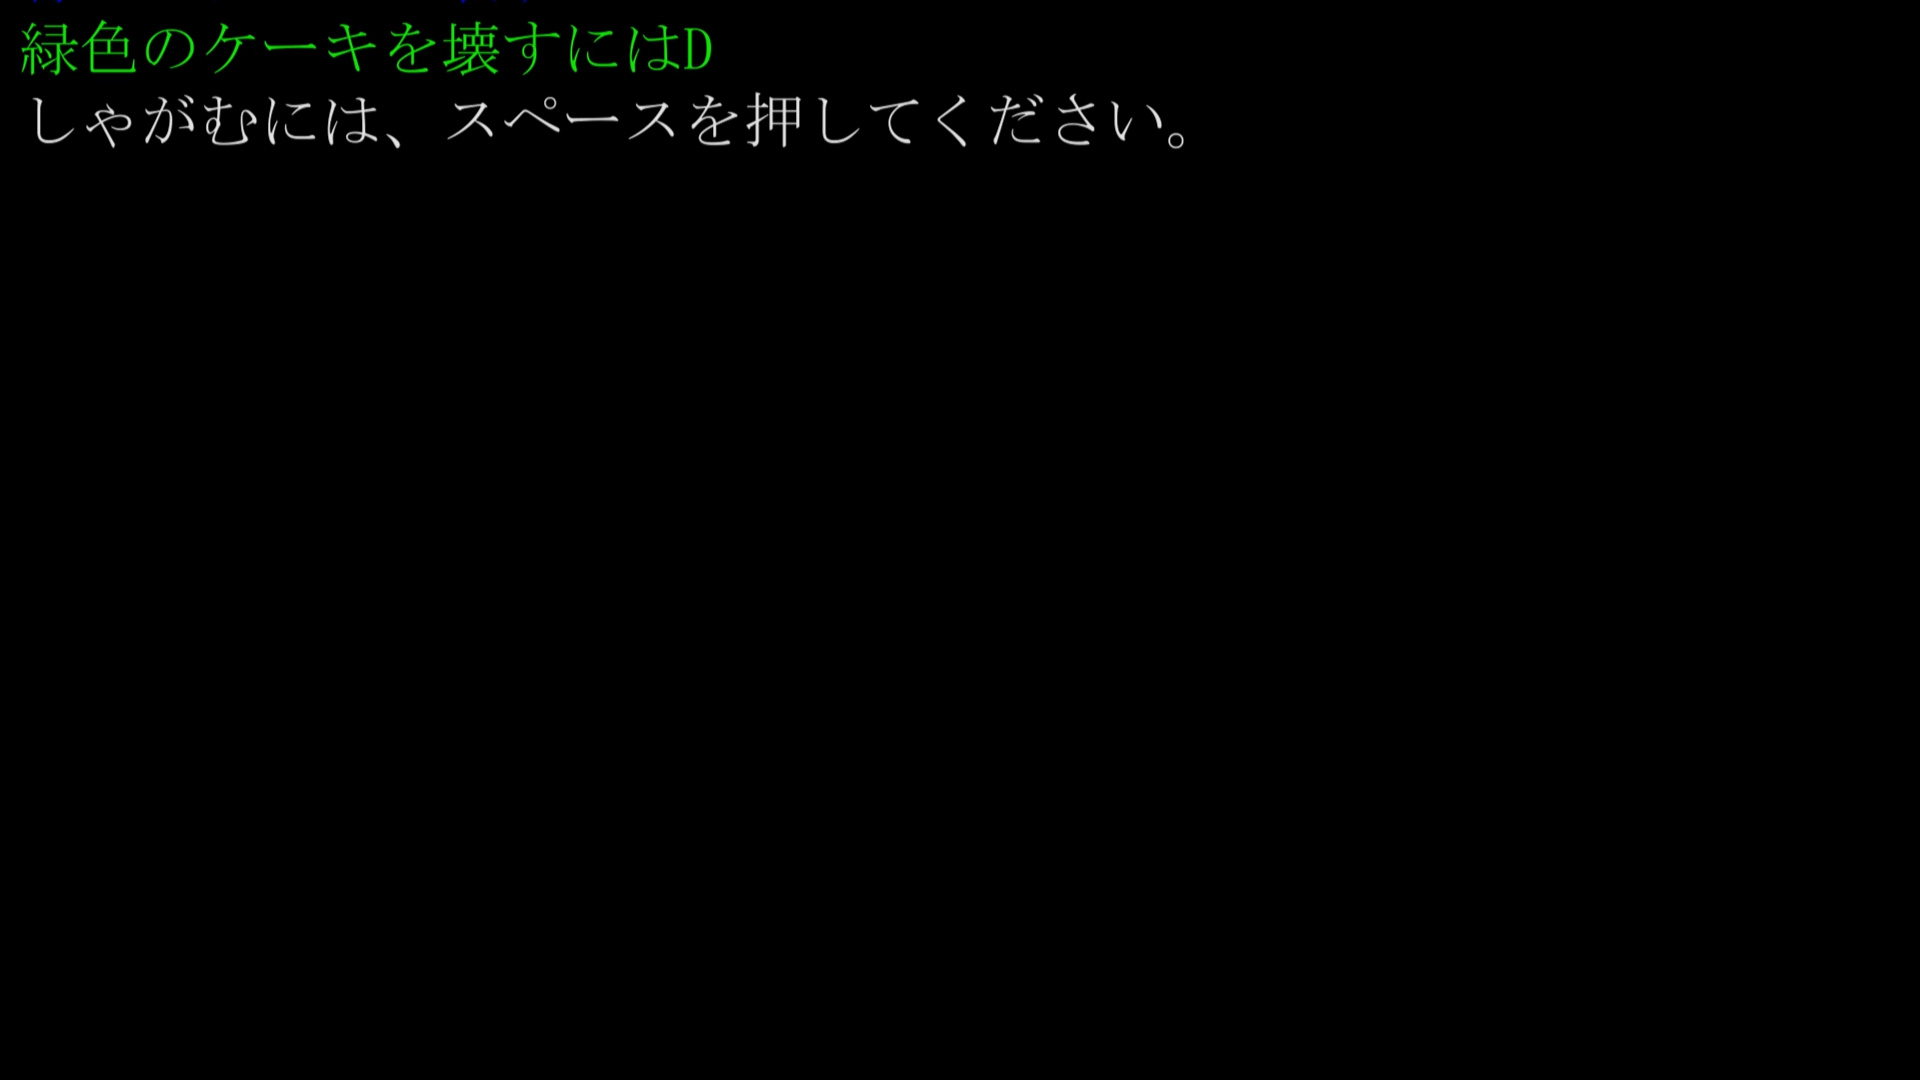 緑色のケーキを壊すにはD
しゃがむには、スペースを押してください。